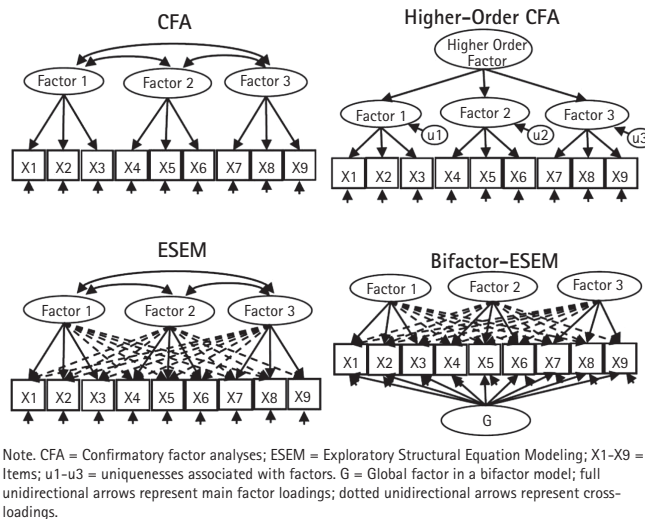 CFA
Factor 1
Factor 2
Factor 3
X1 X2 X3 X4 X5 X6 X7 X8 X9
Higher-Order CFA
Higher Order
Factor
Factor 1
u1
Factor 2
u2
Factor 3
u3
X1 X2 X3 X4 X5 X6 X7 X8 X9
ESEM
Factor 1
Factor 2
Factor 3
X1 X2 X3 X4 X5 X6 X7 X8 X9
Bifactor-ESEM
Factor 1
Factor 2
Factor 3
X1 X2 X3 X4 X5 X6 X7 X8 X9
G
Note. CFA = Confirmatory factor analyses; ESEM = Exploratory Structural Equation Modeling; X1-X9 =
Items; u1-u3 = uniquenesses associated with factors. G = Global factor in a bifactor model; full
unidirectional arrows represent main factor loadings; dotted unidirectional arrows represent cross-
loadings.